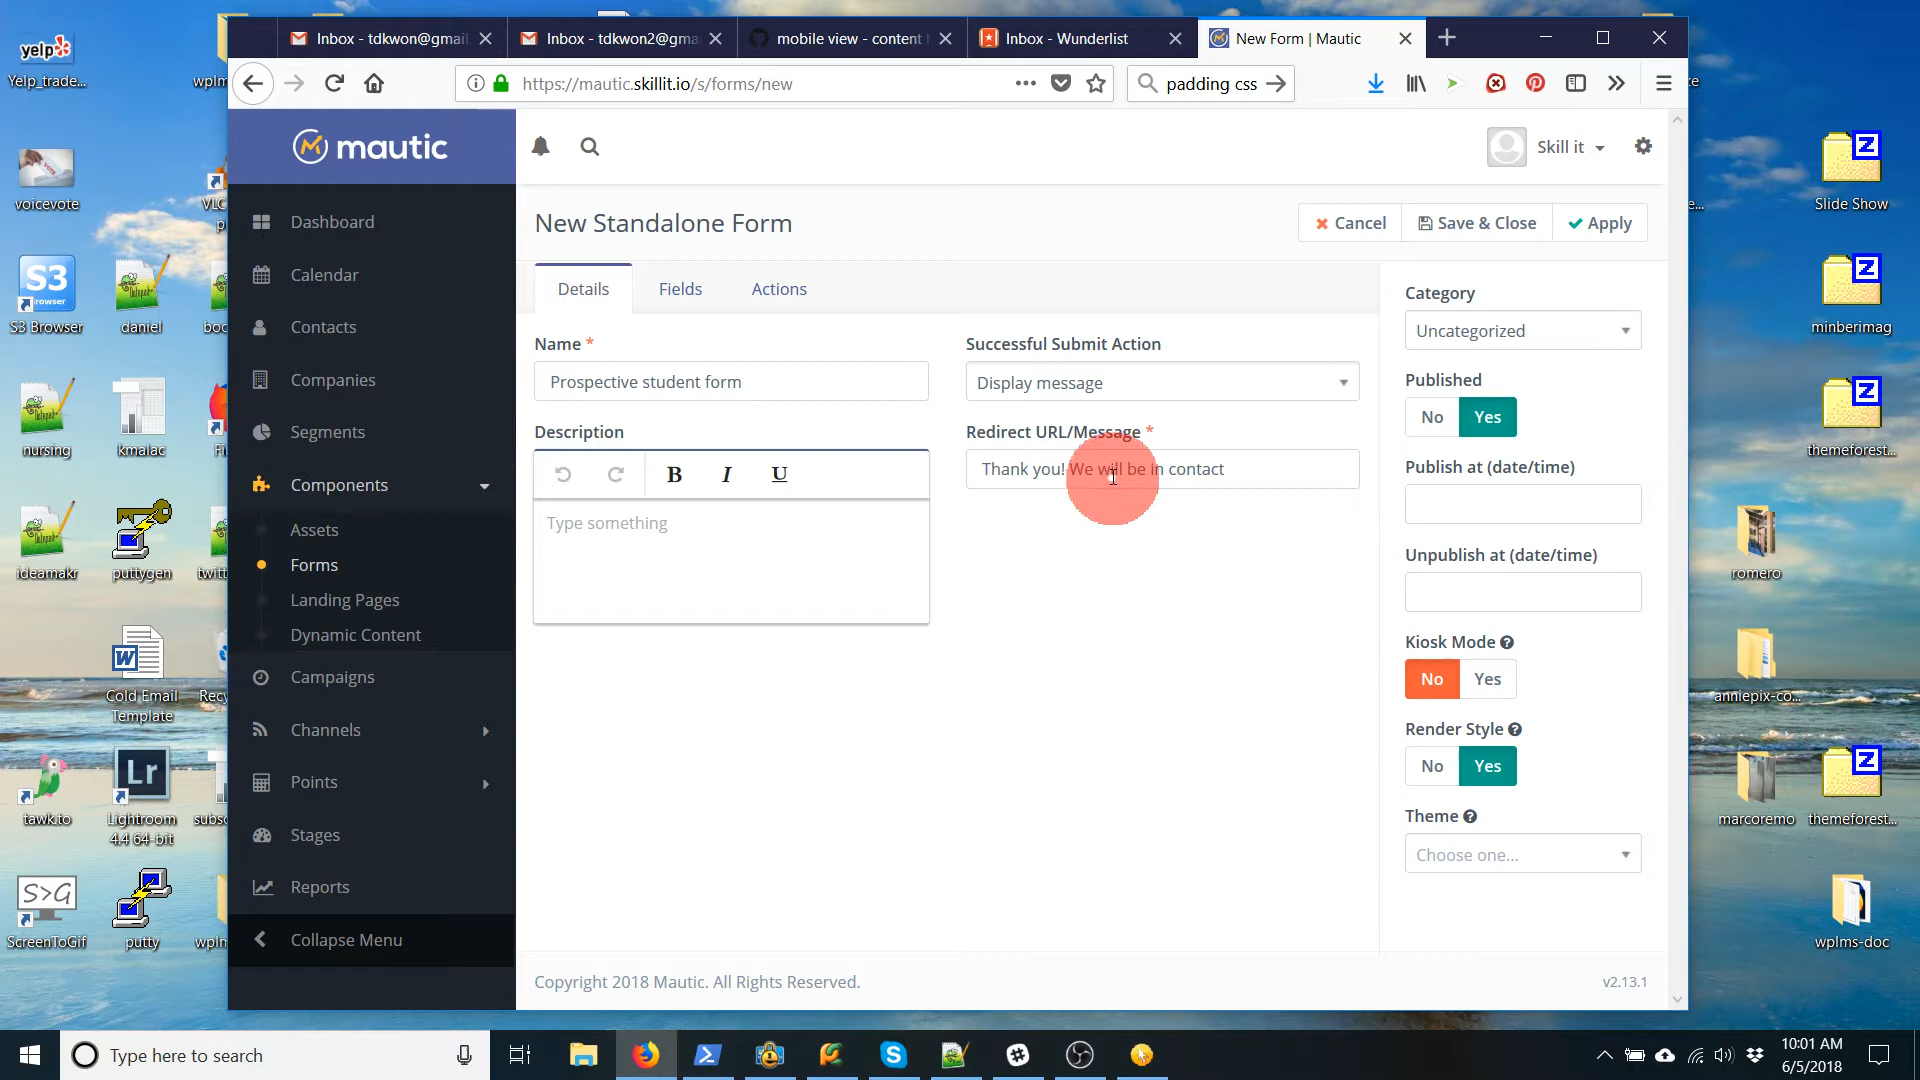 Inbox - tdkwon@gmail
Inbox - tdkwon2@gma
mobile view - content
Inbox - Wunderlist
New Form | Mautic
https://mautic.skillit.io/s/forms/new
padding css
mautic
Skill it
New Standalone Form
Cancel
Save & Close
Apply
Dashboard
Calendar
Contacts
Companies
Segments
Components
Assets
Forms
Landing Pages
Dynamic Content
Campaigns
Channels
Points
Stages
Reports
Collapse Menu
Details
Fields
Actions
Name *
Prospective student form
Description
B I U
Type something
Successful Submit Action
Display message
Redirect URL/Message *
Thank you! We will be in contact
Category
Uncategorized
Published
No Yes
Publish at (date/time)
Unpublish at (date/time)
Kiosk Mode
No Yes
Render Style
No Yes
Theme
Choose one...
Copyright 2018 Mautic. All Rights Reserved.
v2.13.1
yelp
Yelp_trade...
voicevote
S3
Browser
S3 Browser
daniel
nursing
kmalac
ideamakr
puttygen
W
Cold Email
Template
Lr
tawk.to
Lightroom
4.4 64-bit
S>G
ScreenToGif
putty
Z
Slide Show
Z
minberimag
Z
themeforest...
romero
anniepix-co...
marcoremo
Z
themeforest...
wplms-doc
Type here to search
10:01 AM
6/5/2018